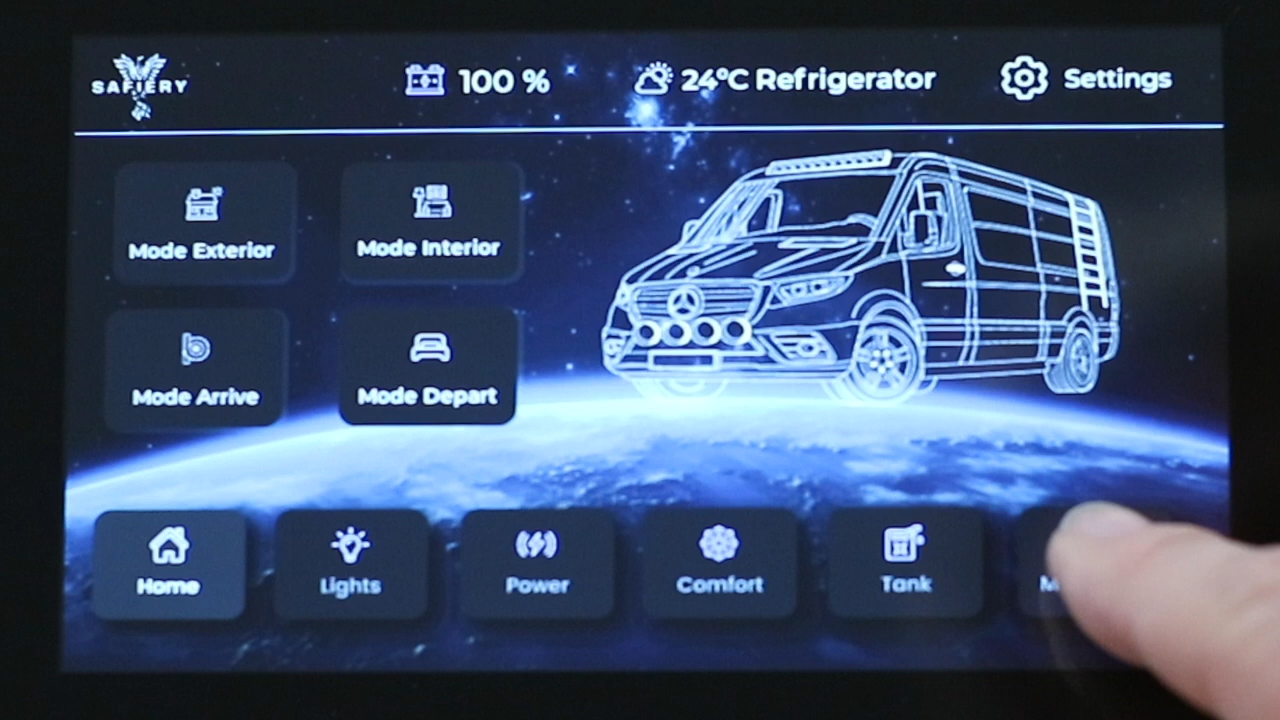 SAFIERY
100 %
24°C Refrigerator
Settings
Mode Exterior
Mode Interior
Mode Arrive
Mode Depart
Home
Lights
Power
Comfort
Tank